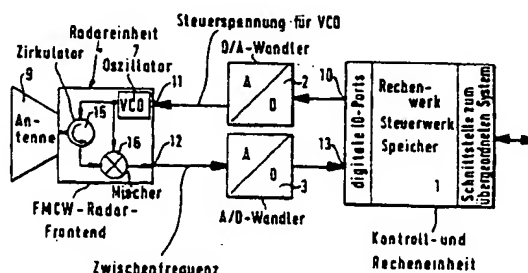 Steuerspannung für VCO
Radareinheit
Zirkulator
4
7
Oszillator
D/A-Wandler
9
11
10
VCO
A
D
2
An-
tenne
15
digitale IO-Ports
Rechen-
werk
Steuerwerk
Speicher
1
Schnittstelle zum
übergeordneten System
16
12
13
A
D
3
Mischer
FMCW-Radar-
Frontend
A/D-Wandler
Zwischenfrequenz
Kontroll- und
Recheneinheit